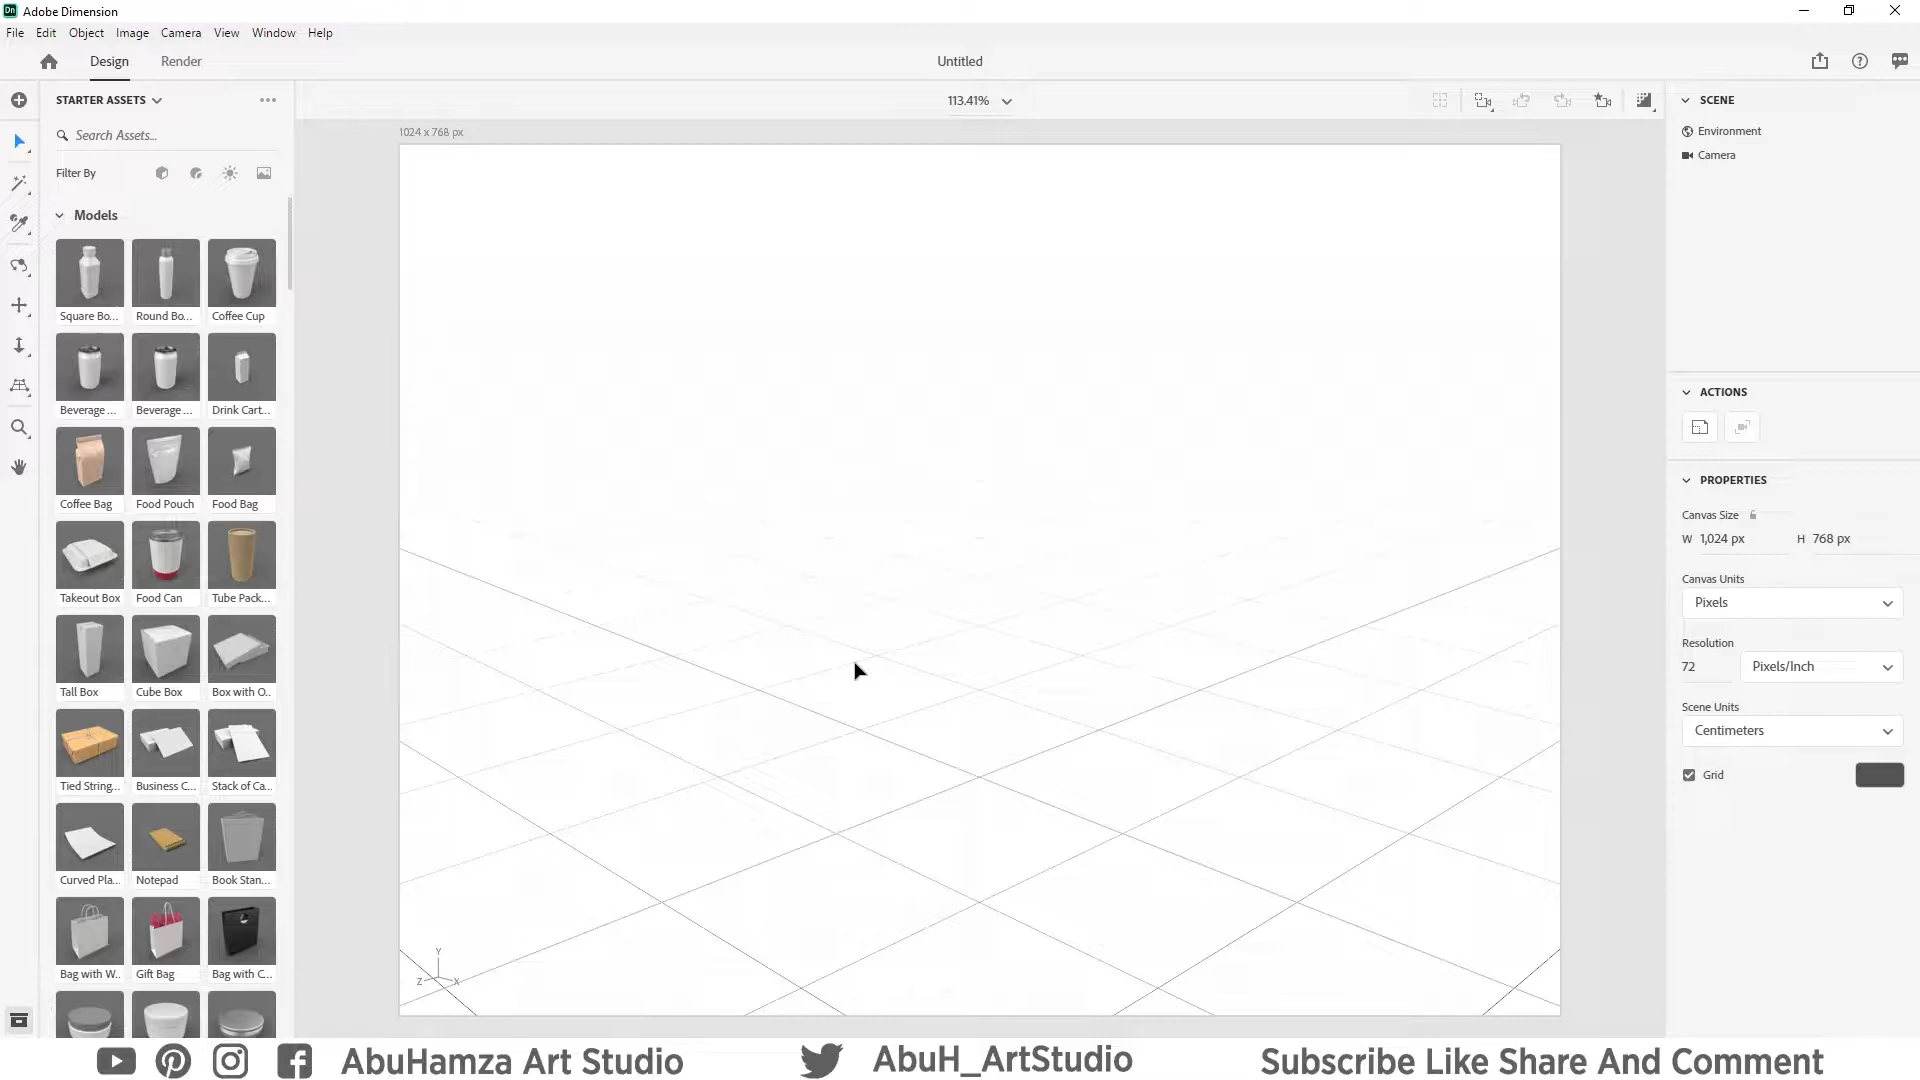 Dn Adobe Dimension
File Edit Object Image Camera View Window Help
Design Render Untitled
STARTER ASSETS
113.41%
Search Assets...
Filter By
1024 x 768 px
Models
Square Bo... Round Bo... Coffee Cup
Beverage ... Beverage ... Drink Cart...
Coffee Bag Food Pouch Food Bag
Takeout Box Food Can Tube Pack...
Tall Box Cube Box Box with O..
Tied String... Business C... Stack of Ca...
Curved Pla... Notepad Book Stan...
Bag with W.. Gift Bag Bag with C...
Y
Z X
SCENE
Environment
Camera
ACTIONS
PROPERTIES
Canvas Size
W 1,024 px H 768 px
Canvas Units
Pixels
Resolution
72 Pixels/Inch
Scene Units
Centimeters
Grid
AbuHamza Art Studio AbuH_ArtStudio Subscribe Like Share And Comment